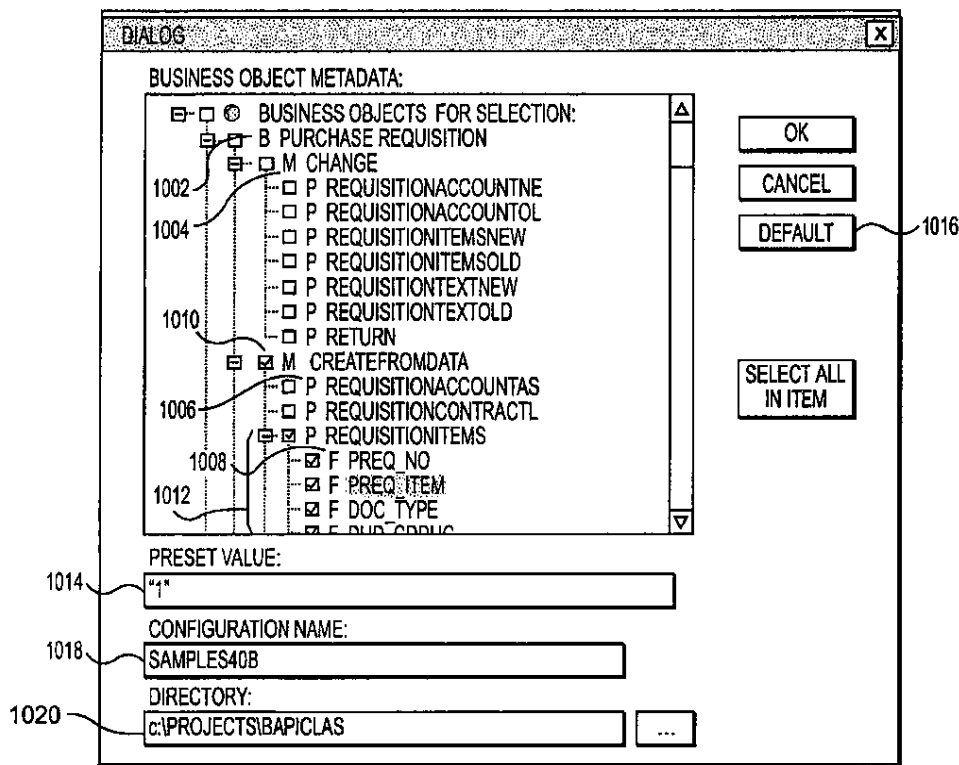 DIALOG X
BUSINESS OBJECT METADATA:
BUSINESS OBJECTS FOR SELECTION:
B PURCHASE REQUISITION
M CHANGE
P REQUISITIONACCOUNTNE
P REQUISITIONACCOUNTOL
P REQUISITIONITEMSNEW
P REQUISITIONITEMSOLD
P REQUISITIONTEXTNEW
P REQUISITIONTEXTOLD
P RETURN
M CREATEFROMDATA
P REQUISITIONACCOUNTAS
P REQUISITIONCONTRACTL
P REQUISITIONITEMS
F PREQ_NO
F PREQ_ITEM
F DOC_TYPE
F
1002
1004
1010
1006
1008
1012
OK
CANCEL
DEFAULT
1016
SELECT ALL
IN ITEM
PRESET VALUE:
1014
"1"
CONFIGURATION NAME:
1018
SAMPLES40B
DIRECTORY:
1020
c:\PROJECTS\BAPICLAS
...